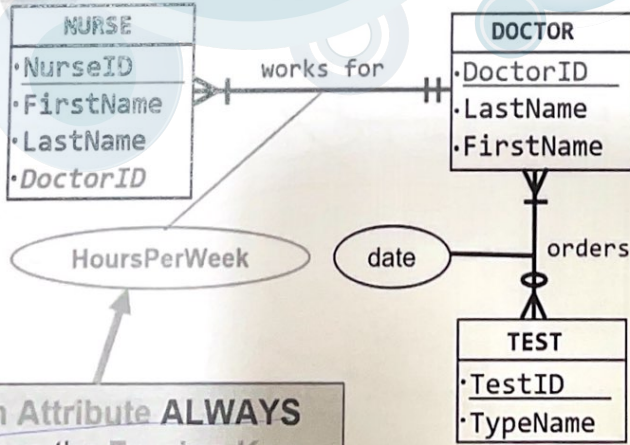 NURSE
·NurseID
·FirstName
·LastName
·DoctorID
works for
DOCTOR
·DoctorID
·LastName
·FirstName
HoursPerWeek
date
orders
TEST
·TestID
·TypeName
Attribute ALWAYS